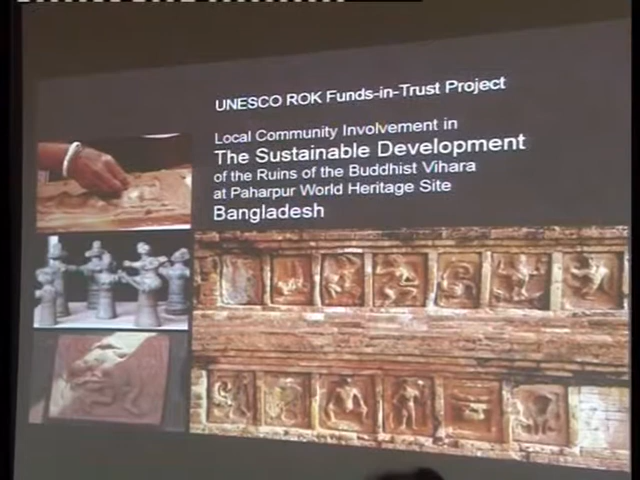 UNESCO ROK Funds-in-Trust Project
Local Community Involvement in
The Sustainable Development
of the Ruins of the Buddhist Vihara
at Paharpur World Heritage Site
Bangladesh